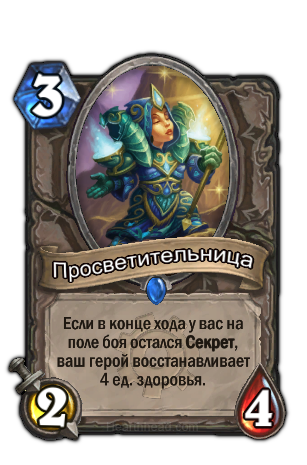 3
Просветительница
Если в конце хода у вас на
поле боя остался Секрет,
ваш герой восстанавливает
4 ед. здоровья.
2
4